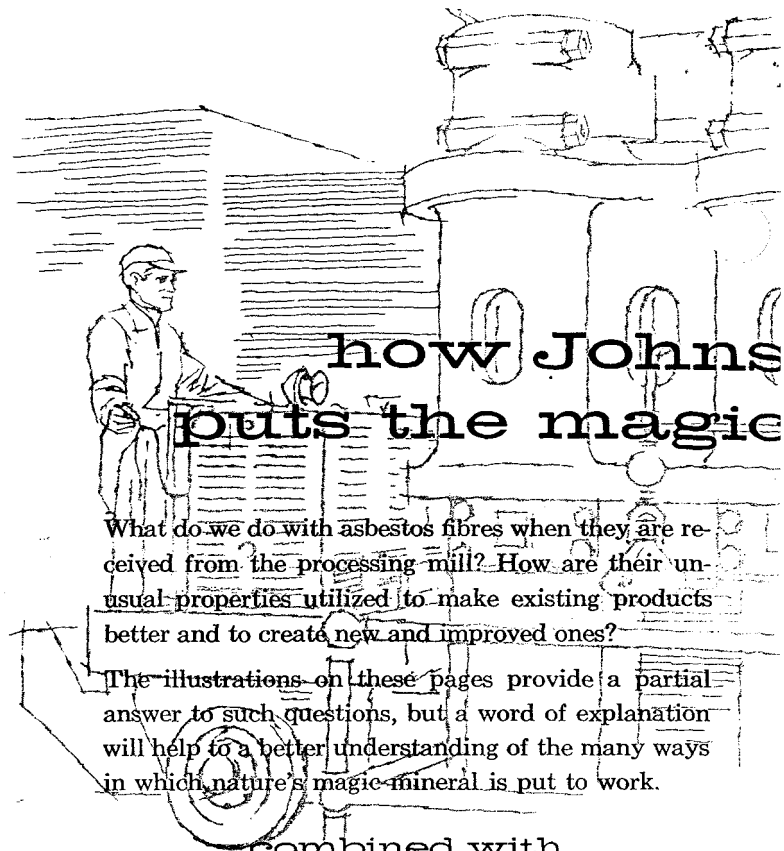 how Johns
puts the magic
What do we do with asbestos fibres when they are re-
ceived from the processing mill? How are their un-
usual properties utilized to make existing products
better and to create new and improved ones?
The illustrations on these pages provide a partial
answer to such questions, but a word of explanation
will help to a better understanding of the many ways
in which nature's magic mineral is put to work.
combined with